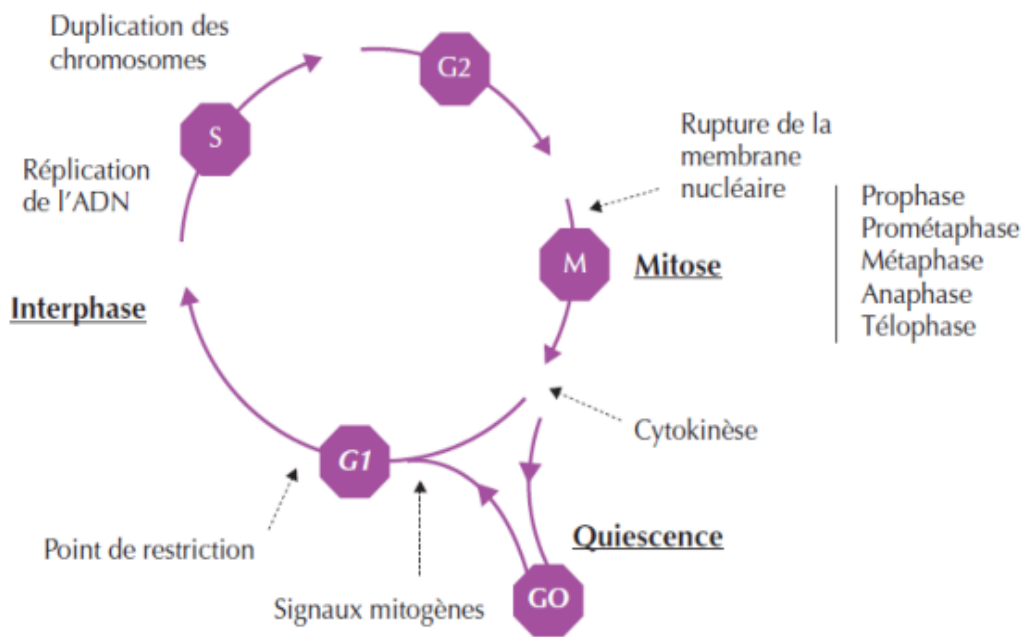 Duplication des
chromosomes
G2
S
Rupture de la
membrane
nucléaire
Réplication
de l'ADN
Prophase
Prométaphase
Métaphase
Anaphase
Télophase
M
Mitose
Interphase
Cytokinèse
G1
Point de restriction
Quiescence
Signaux mitogènes
GO